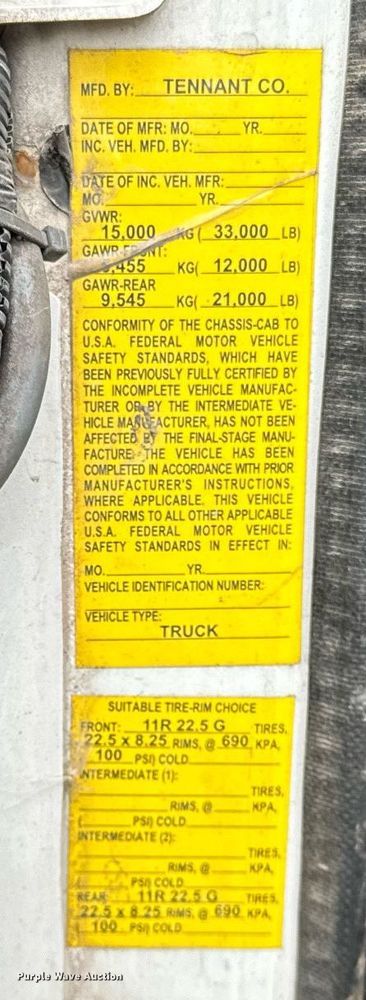 MFD. BY: TENNANT CO.
DATE OF MFR: MO. YR.
INC. VEH. MFD. BY:
DATE OF INC. VEH. MFR:
MO. YR.
GVWR:
15,000 KG ( 33,000 LB)
GAWR-FRONT:
5,455 KG( 12,000 LB)
GAWR-REAR
9,545 KG( 21,000 LB)
CONFORMITY OF THE CHASSIS-CAB TO
U.S.A. FEDERAL MOTOR VEHICLE
SAFETY STANDARDS, WHICH HAVE
BEEN PREVIOUSLY FULLY CERTIFIED BY
THE INCOMPLETE VEHICLE MANUFAC-
TURER OR BY THE INTERMEDIATE VE-
HICLE MANUFACTURER, HAS NOT BEEN
AFFECTED BY THE FINAL-STAGE MANU-
FACTURE. THE VEHICLE HAS BEEN
COMPLETED IN ACCORDANCE WITH PRIOR
MANUFACTURER'S INSTRUCTIONS,
WHERE APPLICABLE. THIS VEHICLE
CONFORMS TO ALL OTHER APPLICABLE
U.S.A. FEDERAL MOTOR VEHICLE
SAFETY STANDARDS IN EFFECT IN:
MO. YR.
VEHICLE IDENTIFICATION NUMBER:
VEHICLE TYPE:
TRUCK
SUITABLE TIRE-RIM CHOICE
FRONT: 11R 22.5 G TIRES,
22.5 x 8.25 RIMS, @ 690 KPA,
100 PSI) COLD
INTERMEDIATE (1):
TIRES,
RIMS, @ KPA,
( PSI) COLD
INTERMEDIATE (2):
TIRES,
RIMS, @ KPA,
( PSI) COLD
REAR: 11R 22.5 G TIRES,
22.5 x 8.25 RIMS, @ 690 KPA,
( 100 PSI) COLD
Purple Wave Auction